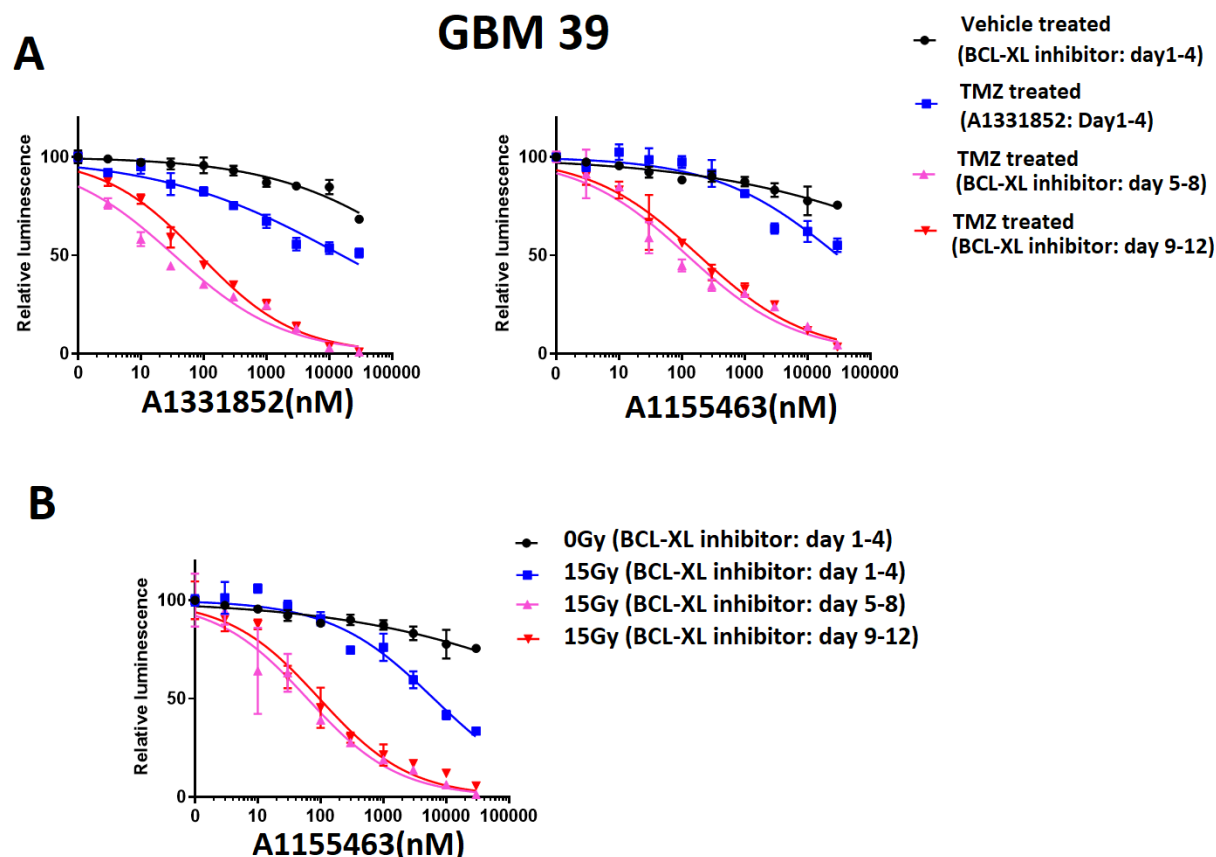 GBM 39
A
Vehicle treated
(BCL-XL inhibitor: day1-4)
TMZ treated
(A1331852: Day1-4)
TMZ treated
(BCL-XL inhibitor: day 5-8)
TMZ treated
(BCL-XL inhibitor: day 9-12)
Relative luminescence
100
50
0
0 10 100 1000 10000 100000
A1331852(nM)
Relative luminescence
100
50
0
0 10 100 1000 10000 100000
A1155463(nM)
B
0Gy (BCL-XL inhibitor: day 1-4)
15Gy (BCL-XL inhibitor: day 1-4)
15Gy (BCL-XL inhibitor: day 5-8)
15Gy (BCL-XL inhibitor: day 9-12)
Relative luminescence
100
50
0
0 10 100 1000 10000 100000
A1155463(nM)